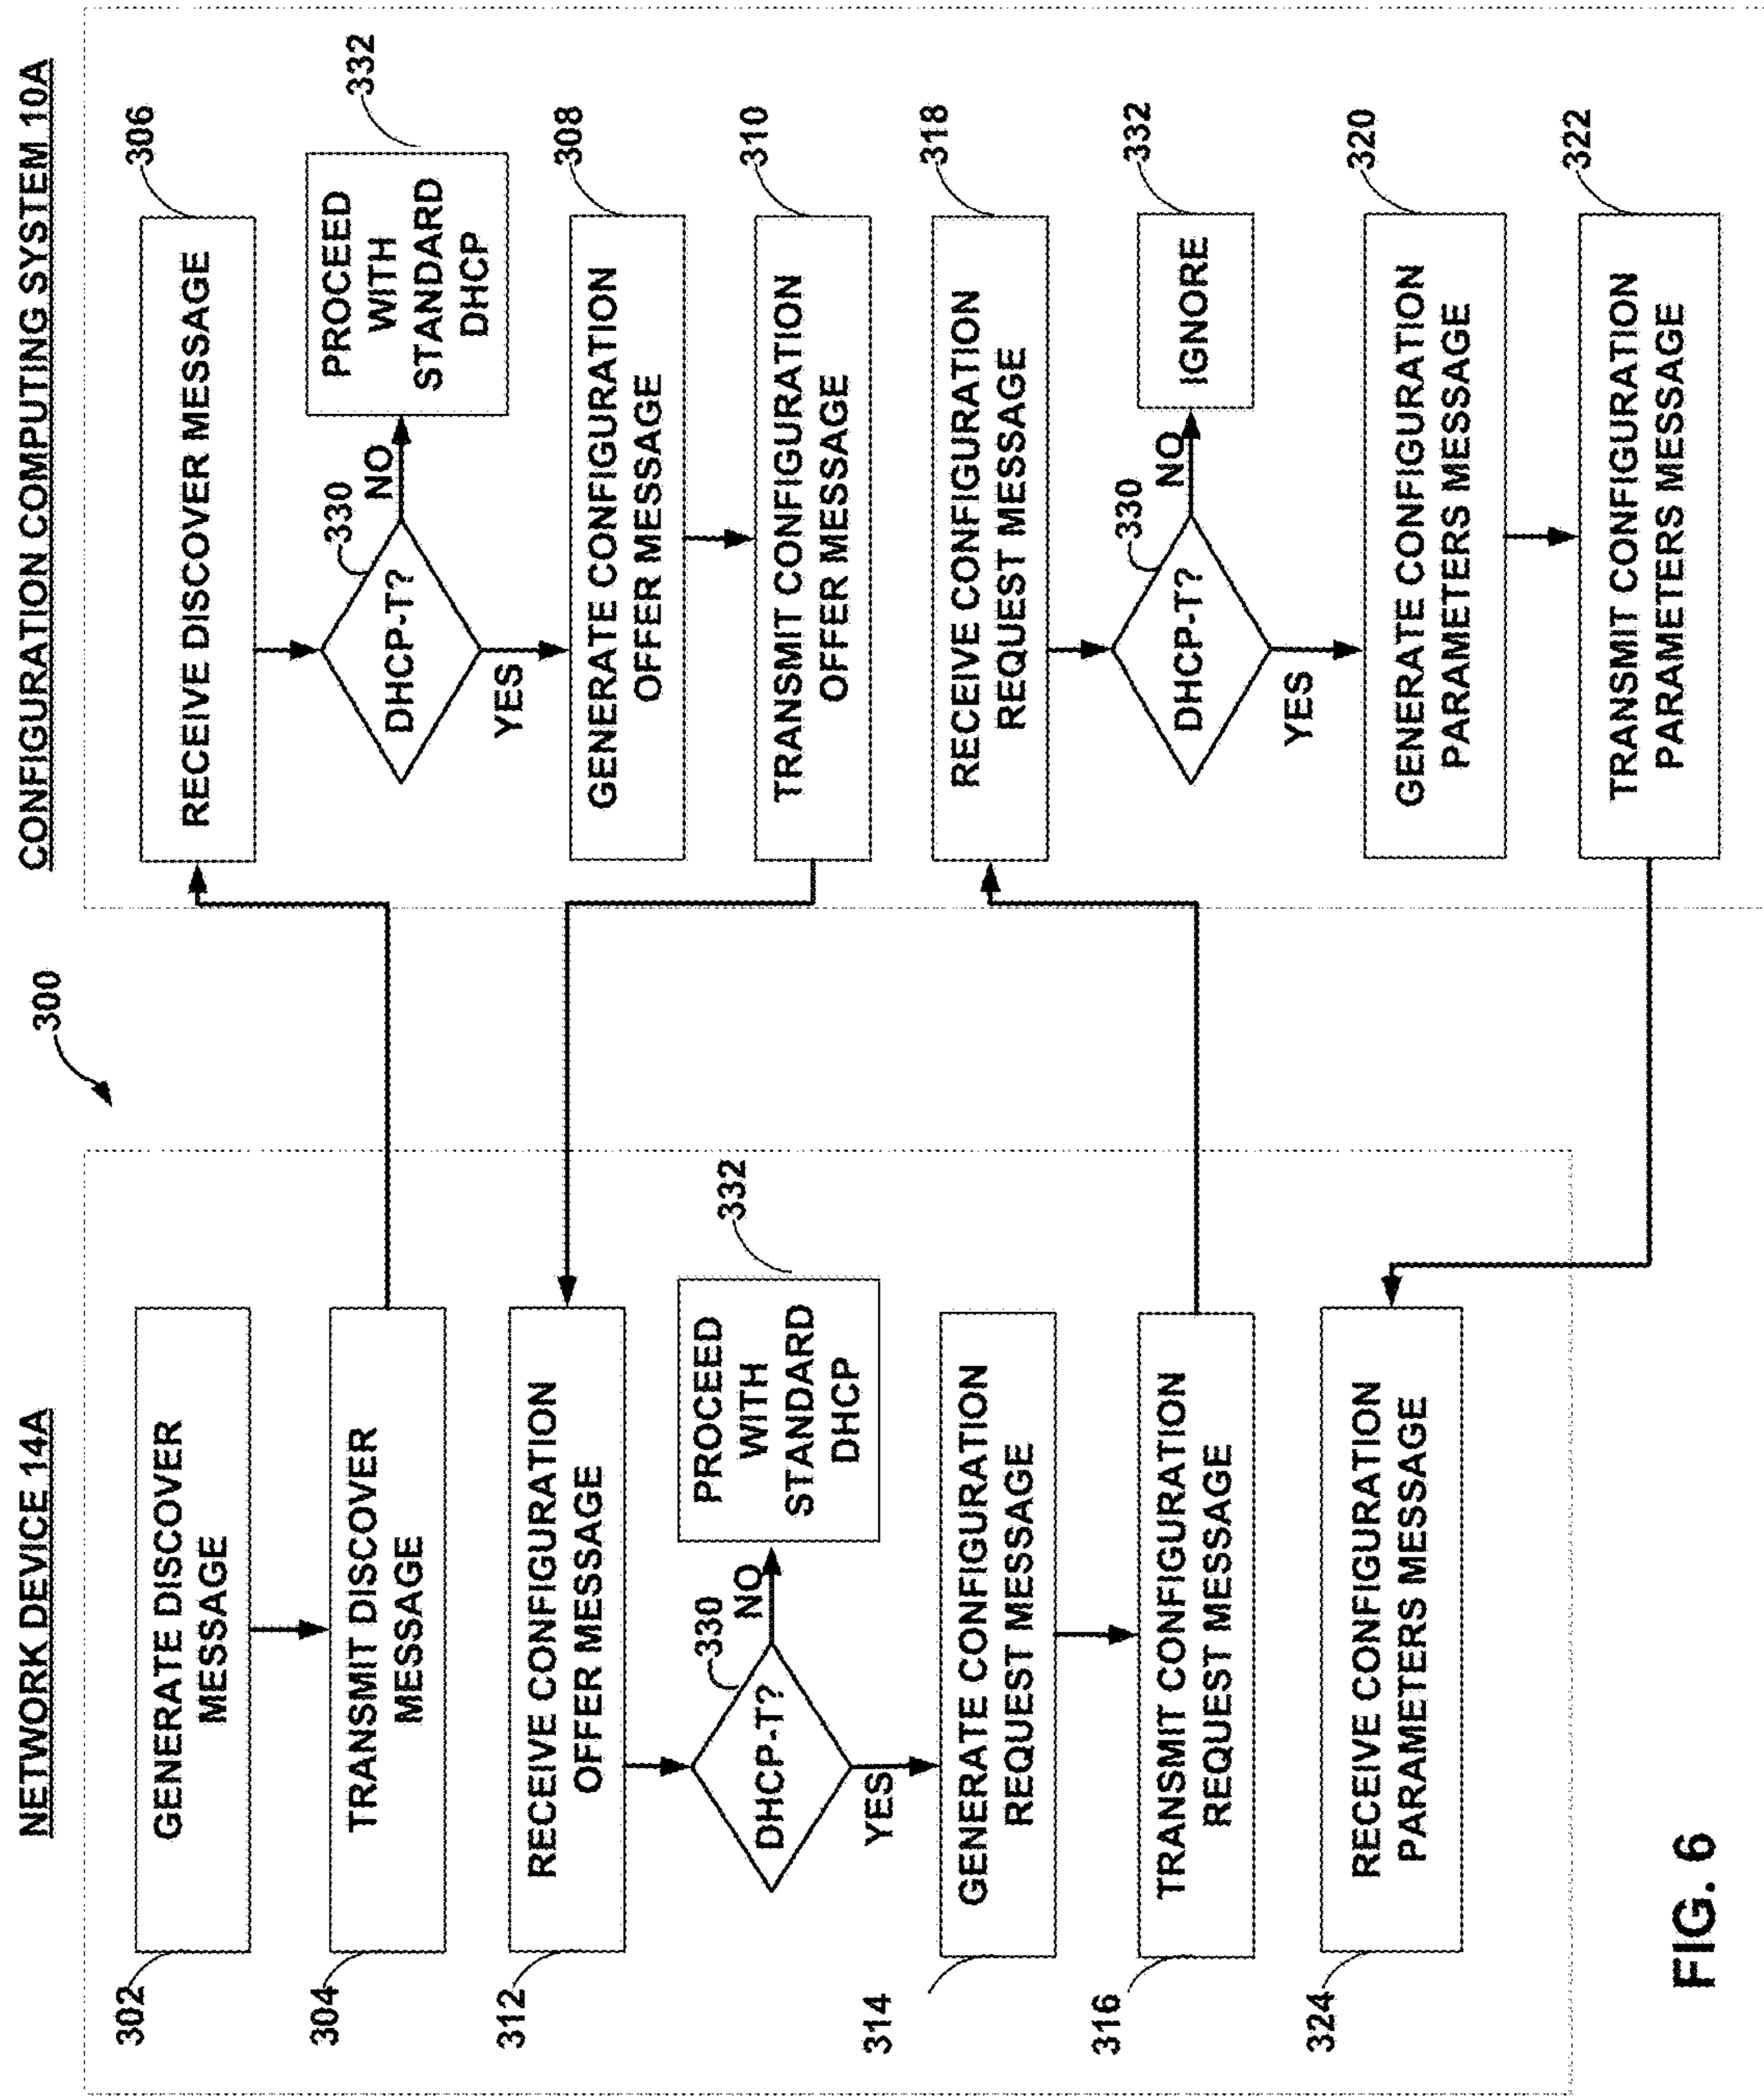 NETWORK DEVICE 14A
300
CONFIGURATION COMPUTING SYSTEM 10A
302
GENERATE DISCOVER
MESSAGE
304
TRANSMIT DISCOVER
MESSAGE
306
RECEIVE DISCOVER MESSAGE
330
DHCP-T?
NO
332
PROCEED
WITH
STANDARD
DHCP
YES
308
GENERATE CONFIGURATION
OFFER MESSAGE
310
TRANSMIT CONFIGURATION
OFFER MESSAGE
312
RECEIVE CONFIGURATION
OFFER MESSAGE
330
DHCP-T?
NO
332
PROCEED
WITH
STANDARD
DHCP
YES
314
GENERATE CONFIGURATION
REQUEST MESSAGE
316
TRANSMIT CONFIGURATION
REQUEST MESSAGE
318
RECEIVE CONFIGURATION
REQUEST MESSAGE
330
DHCP-T?
NO
332
IGNORE
YES
320
GENERATE CONFIGURATION
PARAMETERS MESSAGE
322
TRANSMIT CONFIGURATION
PARAMETERS MESSAGE
324
RECEIVE CONFIGURATION
PARAMETERS MESSAGE
FIG. 6